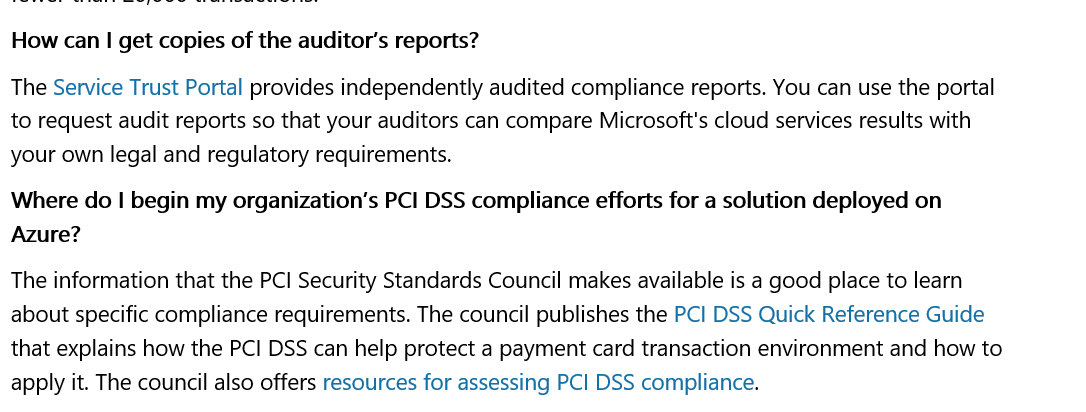 fewer than 20,000 transactions.
How can I get copies of the auditor’s reports?
The Service Trust Portal provides independently audited compliance reports. You can use the portal
to request audit reports so that your auditors can compare Microsoft's cloud services results with
your own legal and regulatory requirements.
Where do I begin my organization’s PCI DSS compliance efforts for a solution deployed on
Azure?
The information that the PCI Security Standards Council makes available is a good place to learn
about specific compliance requirements. The council publishes the PCI DSS Quick Reference Guide
that explains how the PCI DSS can help protect a payment card transaction environment and how to
apply it. The council also offers resources for assessing PCI DSS compliance.